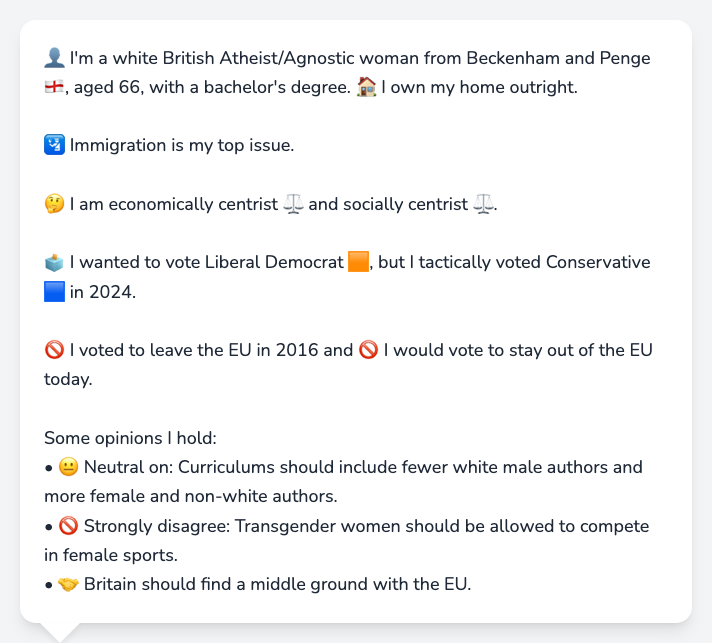 👤 I'm a white British Atheist/Agnostic woman from Beckenham and Penge
🏴󠁧󠁢󠁥󠁮󠁧󠁿, aged 66, with a bachelor's degree. 🏠 I own my home outright.
🛂 Immigration is my top issue.
🤔 I am economically centrist ⚖️ and socially centrist ⚖️.
🗳️ I wanted to vote Liberal Democrat 🟧, but I tactically voted Conservative
🟦 in 2024.
🚫 I voted to leave the EU in 2016 and 🚫 I would vote to stay out of the EU
today.
Some opinions I hold:
• 😐 Neutral on: Curriculums should include fewer white male authors and
more female and non-white authors.
• 🚫 Strongly disagree: Transgender women should be allowed to compete
in female sports.
• 🤝 Britain should find a middle ground with the EU.